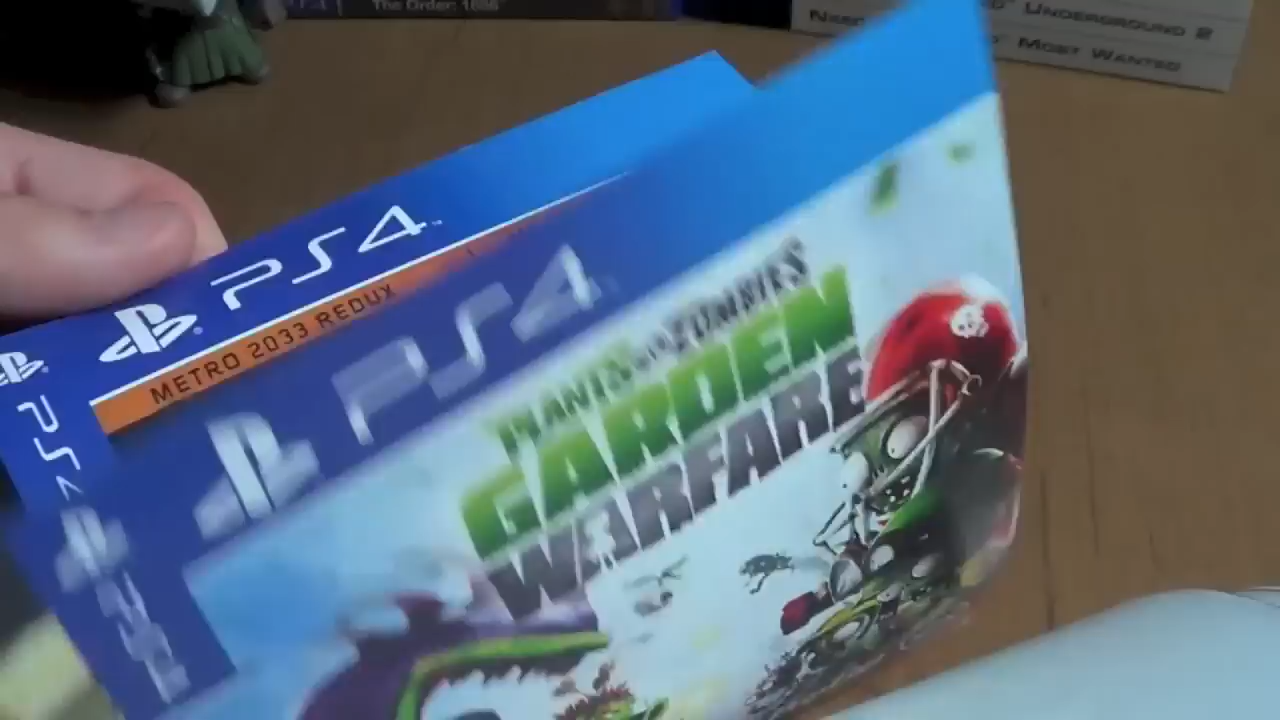 The Order: 1886
UNDERGROUND 2
MOST WANTED
PS4
METRO 2033 REDUX
PS4
PS4
PLANTS VS ZOMBIES
GARDEN
WARFARE